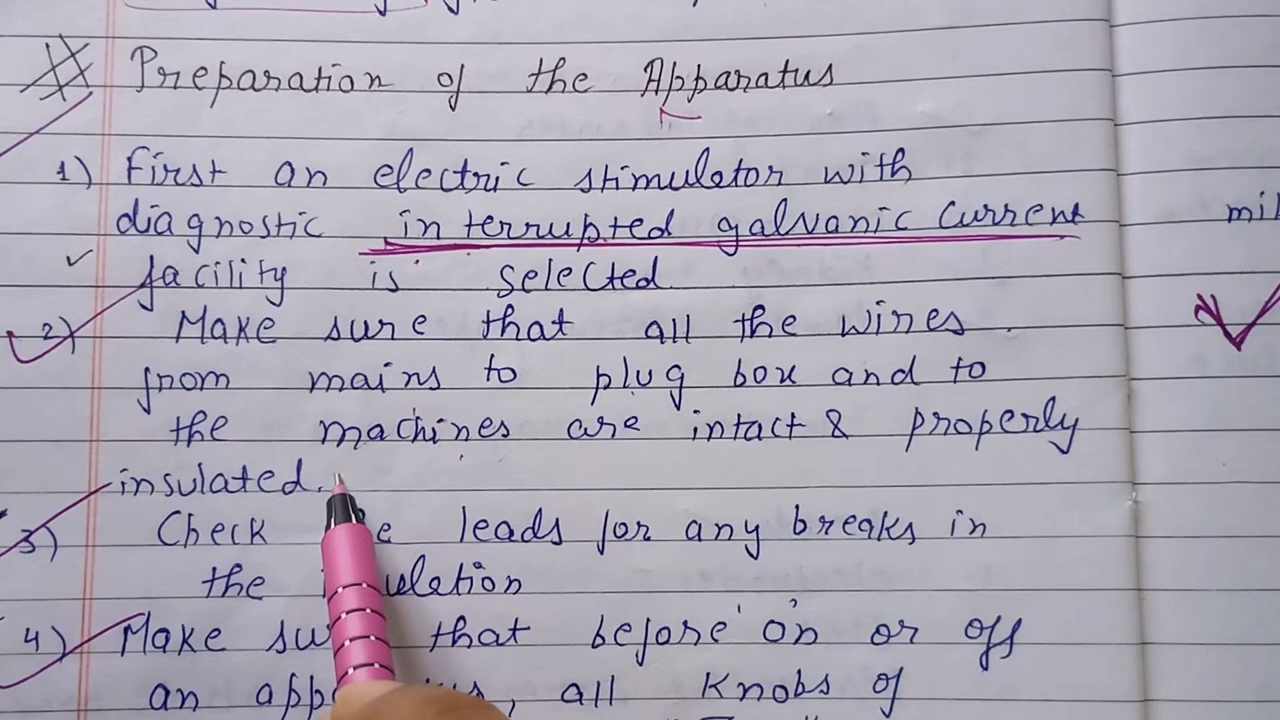 # Preparation of the Apparatus
1) First an electric stimulator with
diagnostic interrupted galvanic current
facility is selected
2) Make sure that all the wires
from mains to plug box and to
the machines are intact & properly
insulated.
3) Check leads for any breaks in
the
4) Make that before on or off
an all Knobs of
mil